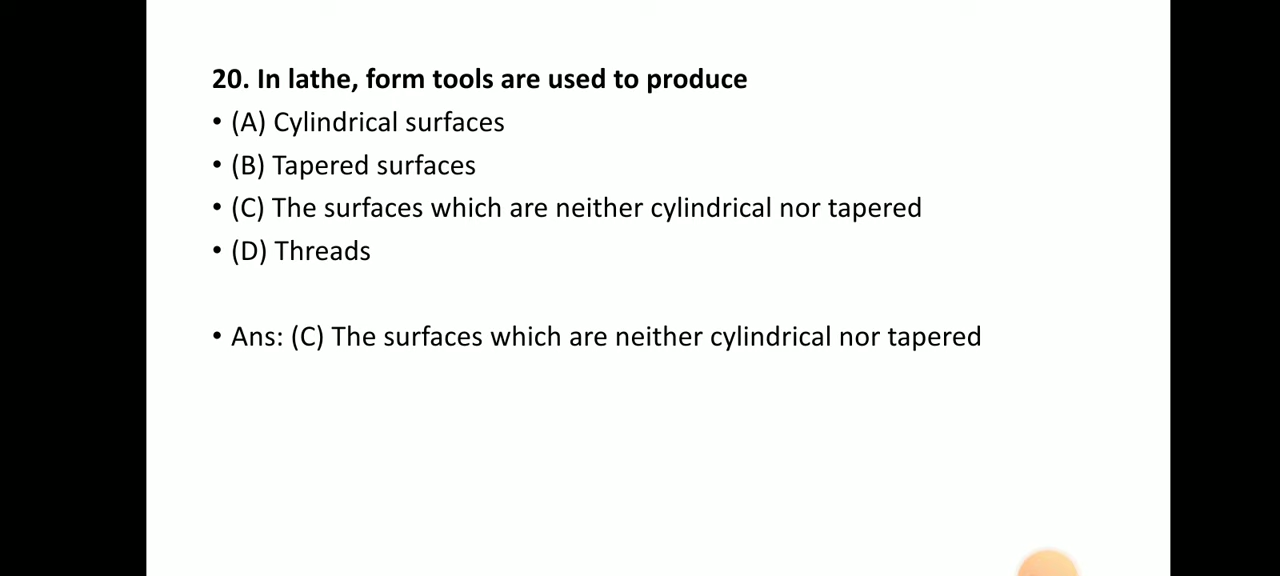 20. In lathe, form tools are used to produce
• (A) Cylindrical surfaces
• (B) Tapered surfaces
• (C) The surfaces which are neither cylindrical nor tapered
• (D) Threads
• Ans: (C) The surfaces which are neither cylindrical nor tapered